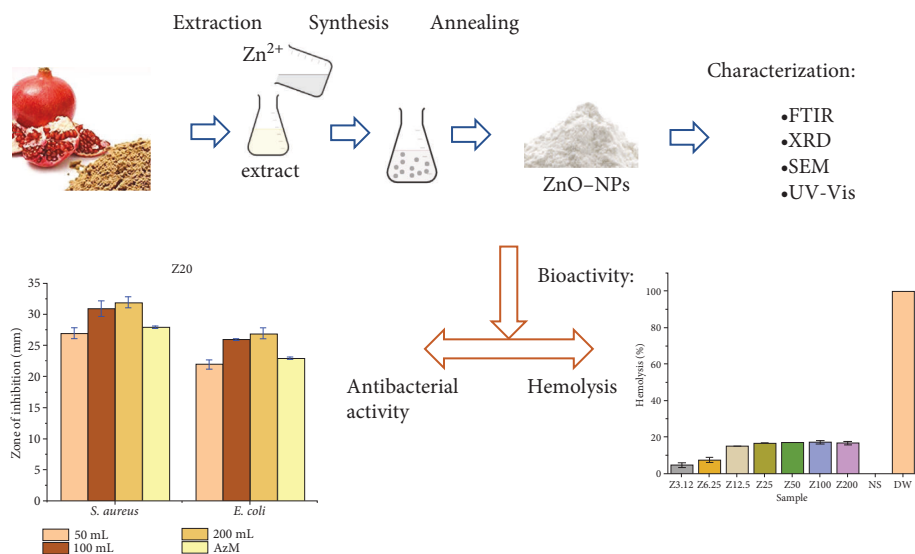 Extraction
Synthesis
Annealing
Zn²⁺
extract
ZnO–NPs
Characterization:
•FTIR
•XRD
•SEM
•UV-Vis
Bioactivity:
Antibacterial
activity
Hemolysis
Z20
Zone of inhibition (mm)
35
30
25
20
15
10
5
0
S. aureus
E. coli
50 mL
100 mL
200 mL
AzM
Hemolysis (%)
100
80
60
40
20
0
Z3.12 Z6.25 Z12.5 Z25 Z50 Z100 Z200 NS DW
Sample